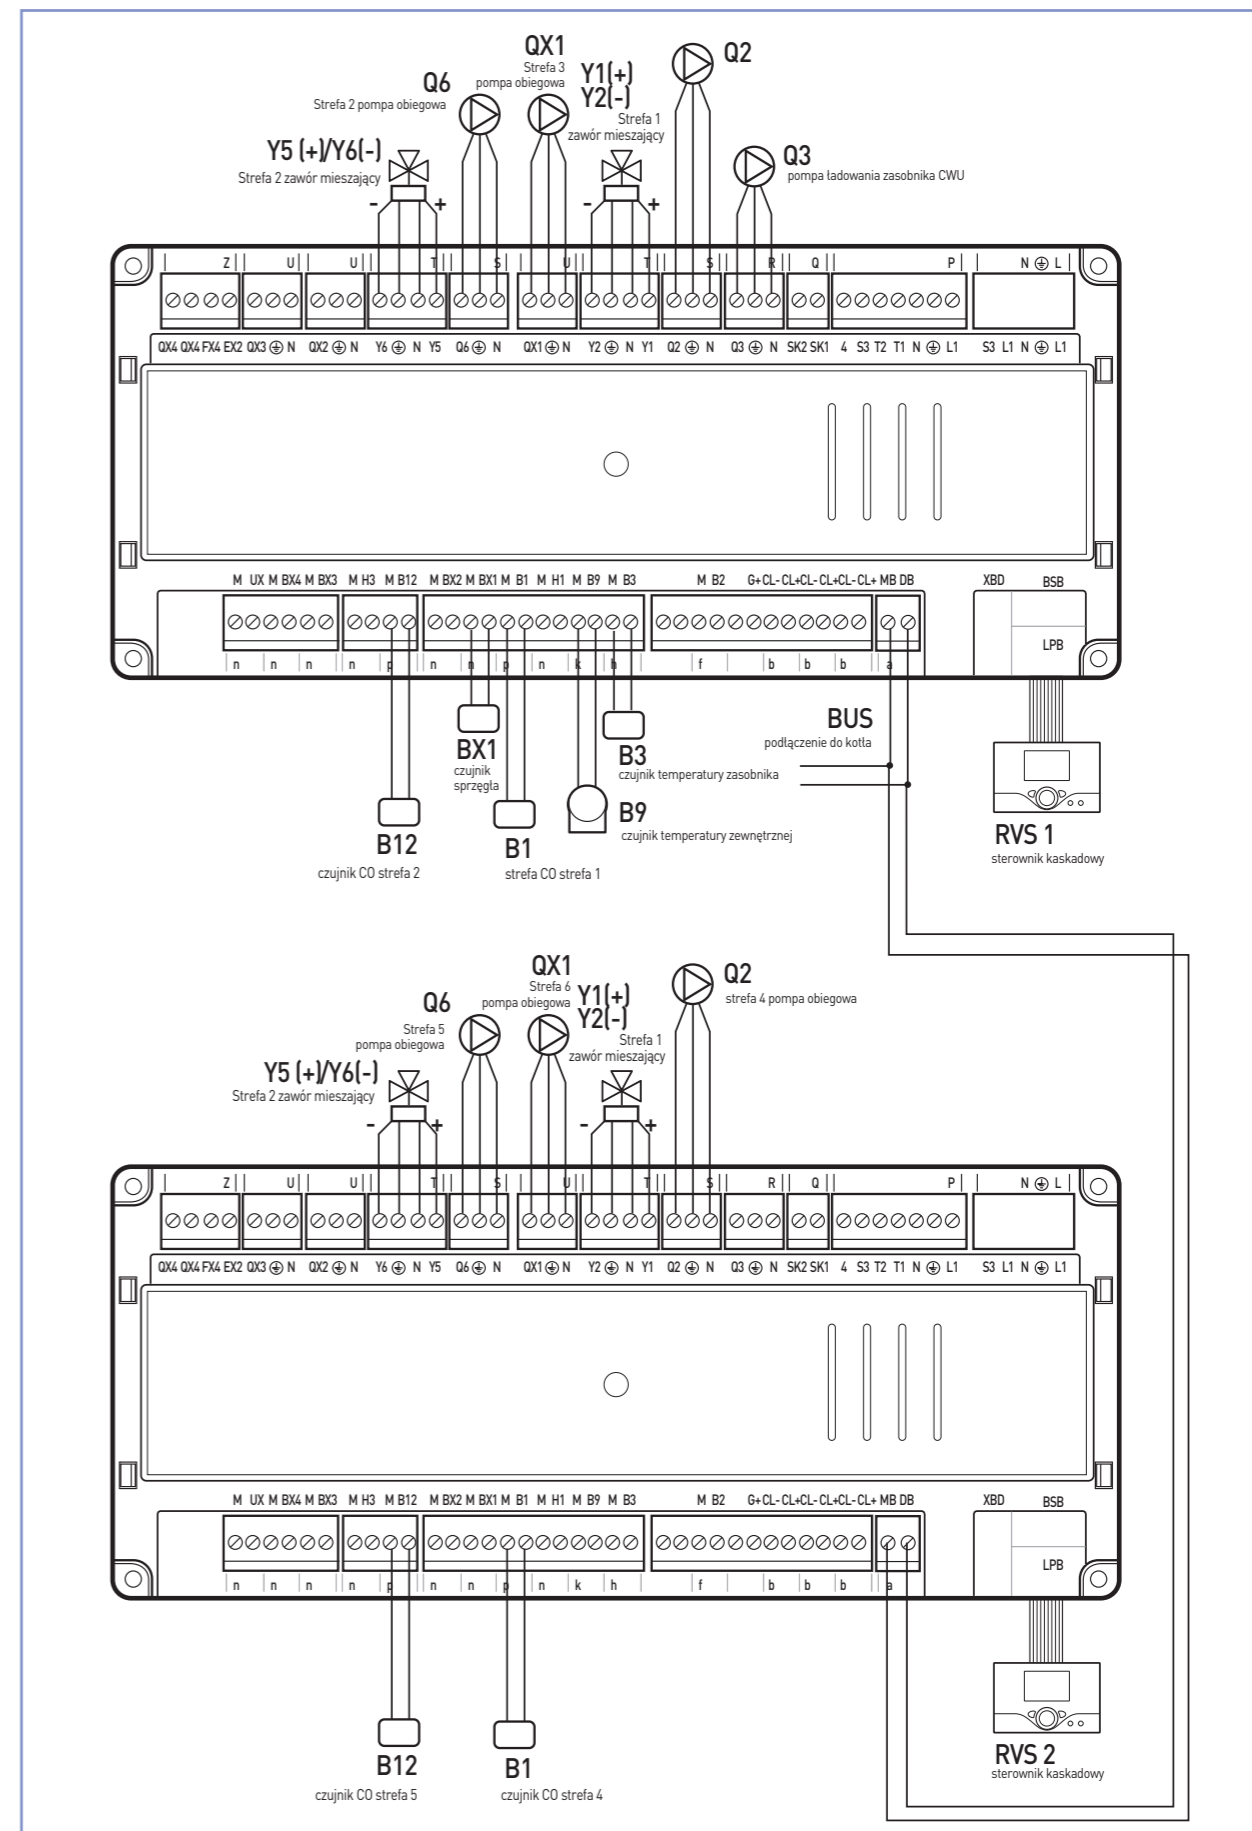 QX1
Strefa 3
pompa obiegowa
Q6
Strefa 2 pompa obiegowa
Y1(+)
Y2(-)
Strefa 1
zawór mieszający
Q2
Y5 (+)/Y6(-)
Strefa 2 zawór mieszający
Q3
pompa ładowania zasobnika CWU
- + - +
Z U U T S U T S R Q P N L
QX4 QX4 FX4 EX2 QX3 N QX2 N Y6 N Y5 Q6 N QX1 N Y2 N Y1 Q2 N Q3 N SK2 SK1 4 S3 T2 T1 N L1 S3 L1 N L1
M UX M BX4 M BX3 M H3 M B12 M BX2 M BX1 M B1 M H1 M B9 M B3 M B2 G+ CL- CL+ CL- CL+ CL- CL+ MB DB XBD BSB
LPB
n n n n p n n p n k h f b b b a
BX1
czujnik
sprzęgła
B3
czujnik temperatury zasobnika
BUS
podłączenie do kotła
B12
czujnik CO strefa 2
B1
strefa CO strefa 1
B9
czujnik temperatury zewnętrznej
RVS 1
sterownik kaskadowy
QX1
Strefa 6
pompa obiegowa
Q6
Strefa 5
pompa obiegowa
Y1(+)
Y2(-)
Strefa 1
zawór mieszający
Q2
strefa 4 pompa obiegowa
Y5 (+)/Y6(-)
Strefa 2 zawór mieszający
- + - +
Z U U T S U T S R Q P N L
QX4 QX4 FX4 EX2 QX3 N QX2 N Y6 N Y5 Q6 N QX1 N Y2 N Y1 Q2 N Q3 N SK2 SK1 4 S3 T2 T1 N L1 S3 L1 N L1
M UX M BX4 M BX3 M H3 M B12 M BX2 M BX1 M B1 M H1 M B9 M B3 M B2 G+ CL- CL+ CL- CL+ CL- CL+ MB DB XBD BSB
LPB
n n n n p n n p n k h f b b b a
B12
czujnik CO strefa 5
B1
czujnik CO strefa 4
RVS 2
sterownik kaskadowy